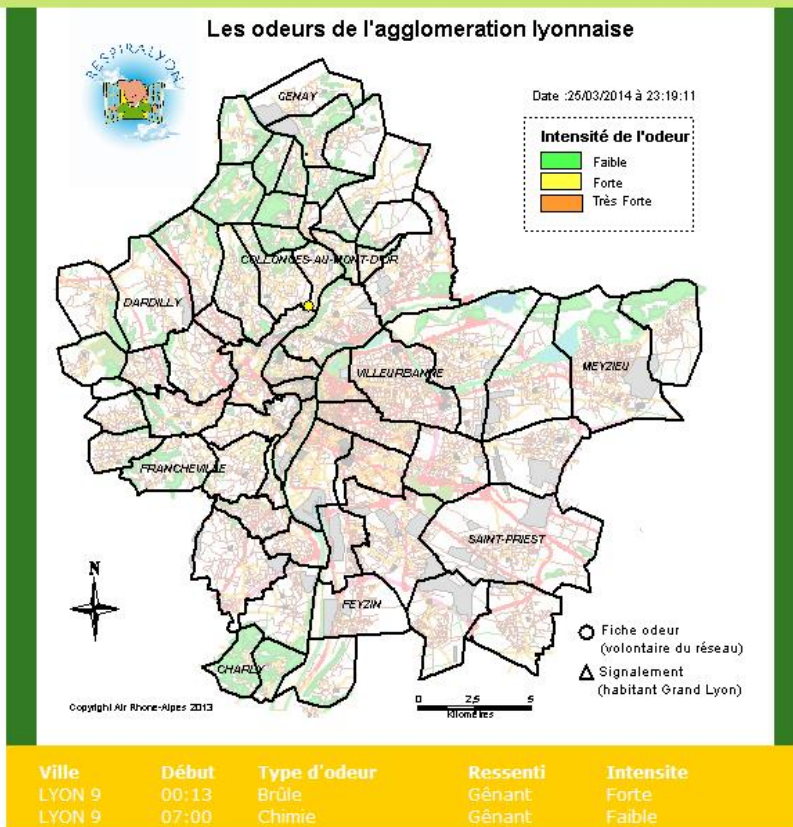 Les odeurs de l'agglomeration lyonnaise
RESPIRALYON
Date :25/03/2014 à 23:19:11
Intensité de l'odeur
Faible
Forte
Très Forte
GENAY
COLLONGES-AU-MONT-D'OR
DARDILLY
VILLEURBANNE
MEYZIEU
FRANCHEVILLE
SAINT-PRIEST
FEYZIN
CHARLY
N
Fiche odeur
(volontaire du réseau)
Signalement
(habitant Grand Lyon)
0 2,5 5
Kilomètres
Copyright Air Rhone-Alpes 2013
Ville Début Type d'odeur Ressenti Intensite
LYON 9 00:13 Brûle Gênant Forte
LYON 9 07:00 Chimie Gênant Faible